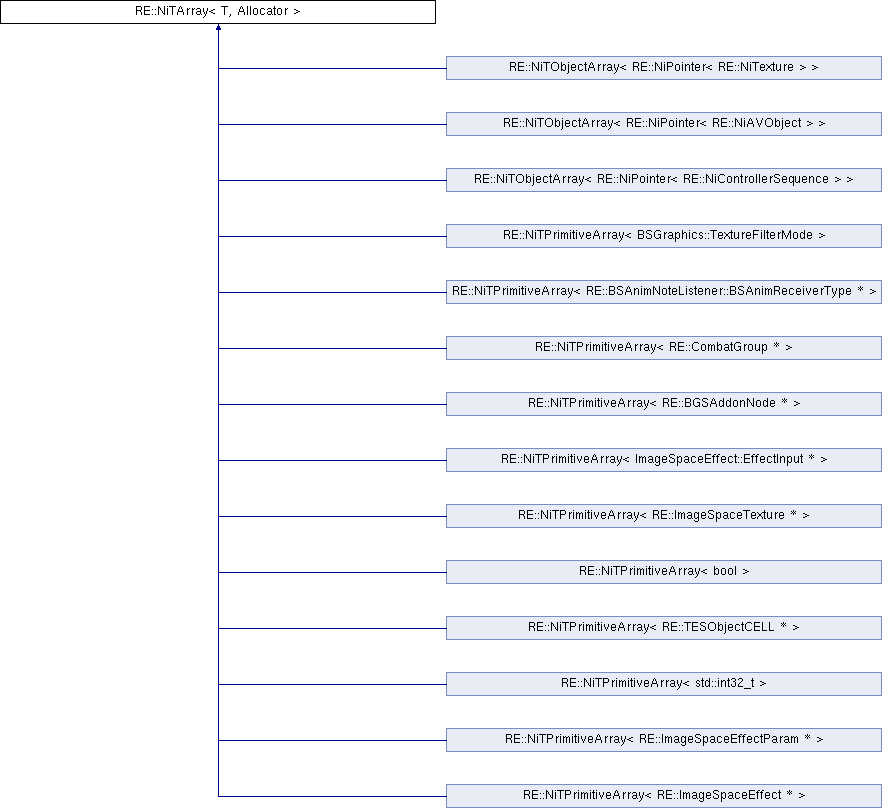 RE::NiTArray< T, Allocator >
RE::NiTObjectArray< RE::NiPointer< RE::NiTexture > >
RE::NiTObjectArray< RE::NiPointer< RE::NiAVObject > >
RE::NiTObjectArray< RE::NiPointer< RE::NiControllerSequence > >
RE::NiTPrimitiveArray< BSGraphics::TextureFilterMode >
RE::NiTPrimitiveArray< RE::BSAnimNoteListener::BSAnimReceiverType * >
RE::NiTPrimitiveArray< RE::CombatGroup * >
RE::NiTPrimitiveArray< RE::BGSAddonNode * >
RE::NiTPrimitiveArray< ImageSpaceEffect::EffectInput * >
RE::NiTPrimitiveArray< RE::ImageSpaceTexture * >
RE::NiTPrimitiveArray< bool >
RE::NiTPrimitiveArray< RE::TESObjectCELL * >
RE::NiTPrimitiveArray< std::int32_t >
RE::NiTPrimitiveArray< RE::ImageSpaceEffectParam * >
RE::NiTPrimitiveArray< RE::ImageSpaceEffect * >